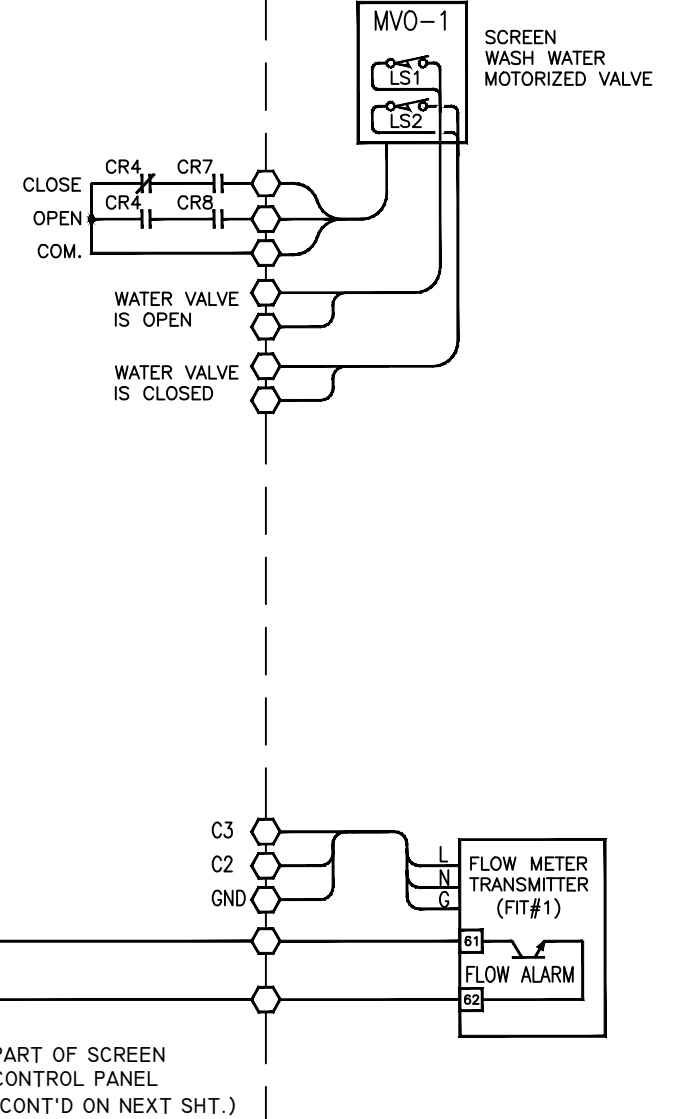 MVO-1
SCREEN
WASH WATER
MOTORIZED VALVE
LS1
LS2
CR4 CR7
CLOSE
CR4 CR8
OPEN
COM.
WATER VALVE
IS OPEN
WATER VALVE
IS CLOSED
C3
C2
GND
L
N
G
FLOW METER
TRANSMITTER
(FIT#1)
61
FLOW ALARM
62
PART OF SCREEN
CONTROL PANEL
(CONT'D ON NEXT SHT.)